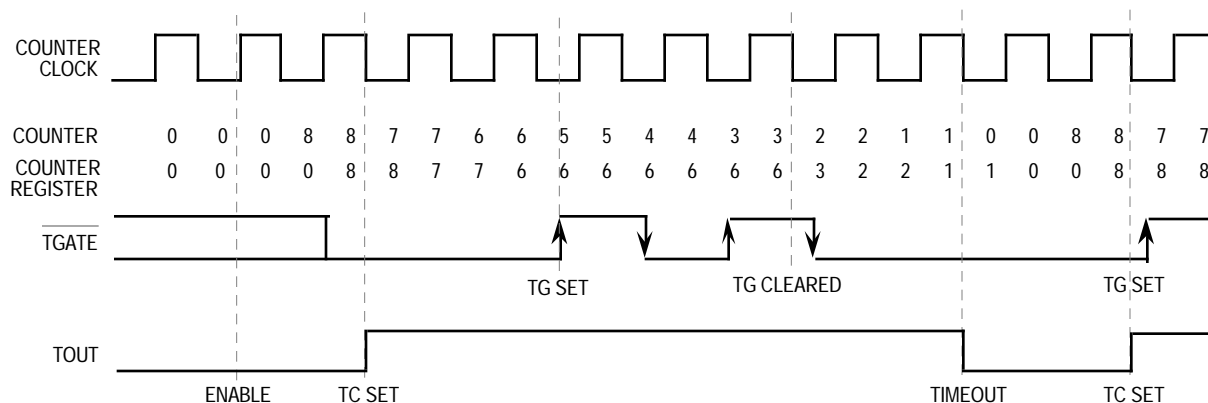 COUNTER
CLOCK
COUNTER 0 0 0 8 8 7 7 6 6 5 5 4 4 3 3 2 2 1 1 0 0 8 8 7 7
COUNTER
REGISTER
0 0 0 0 8 8 7 7 6 6 6 6 6 6 6 3 2 2 1 1 0 0 8 8 8
TGATE
TG SET TG CLEARED TG SET
TOUT
ENABLE TC SET TIMEOUT TC SET